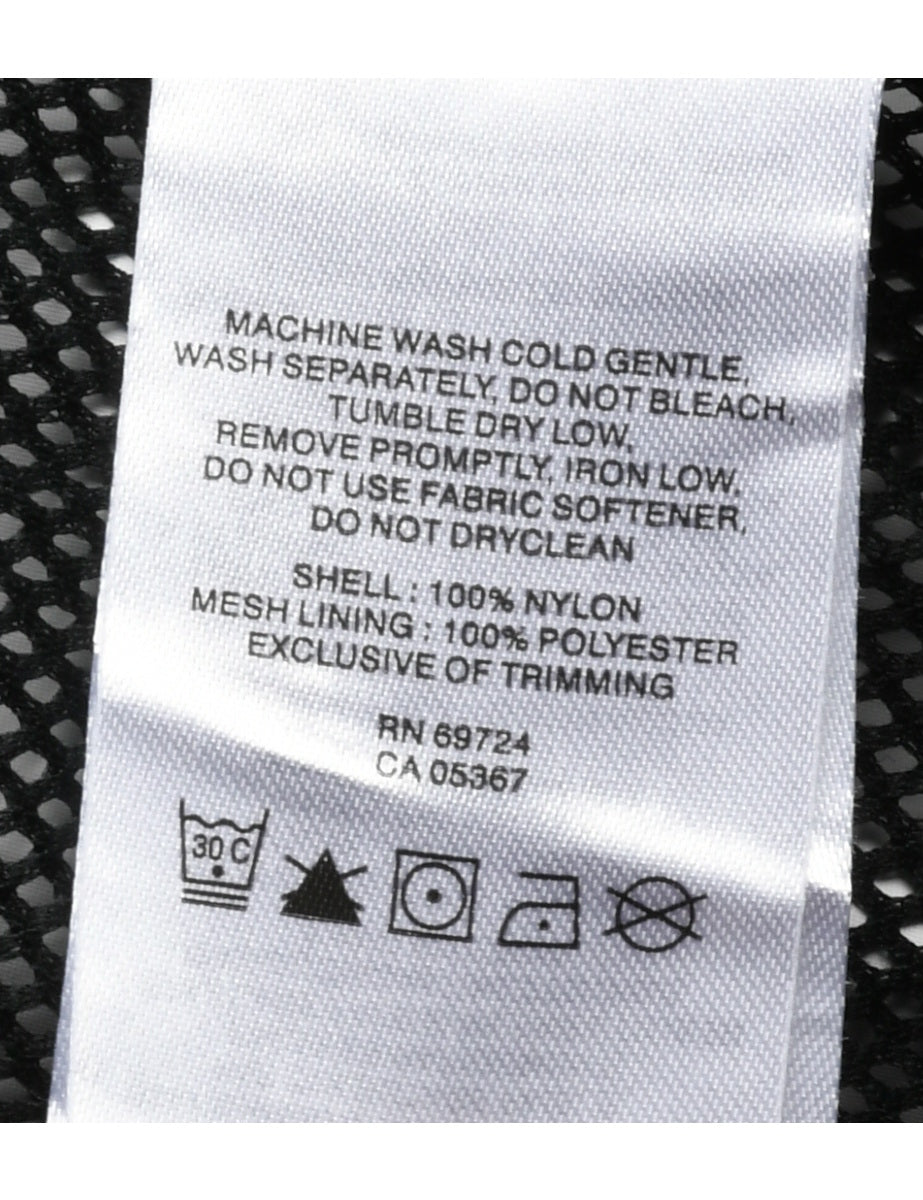 MACHINE WASH COLD GENTLE,
WASH SEPARATELY, DO NOT BLEACH,
TUMBLE DRY LOW,
REMOVE PROMPTLY, IRON LOW,
DO NOT USE FABRIC SOFTENER,
DO NOT DRYCLEAN
SHELL : 100% NYLON
MESH LINING : 100% POLYESTER
EXCLUSIVE OF TRIMMING
RN 69724
CA 05367
30 C